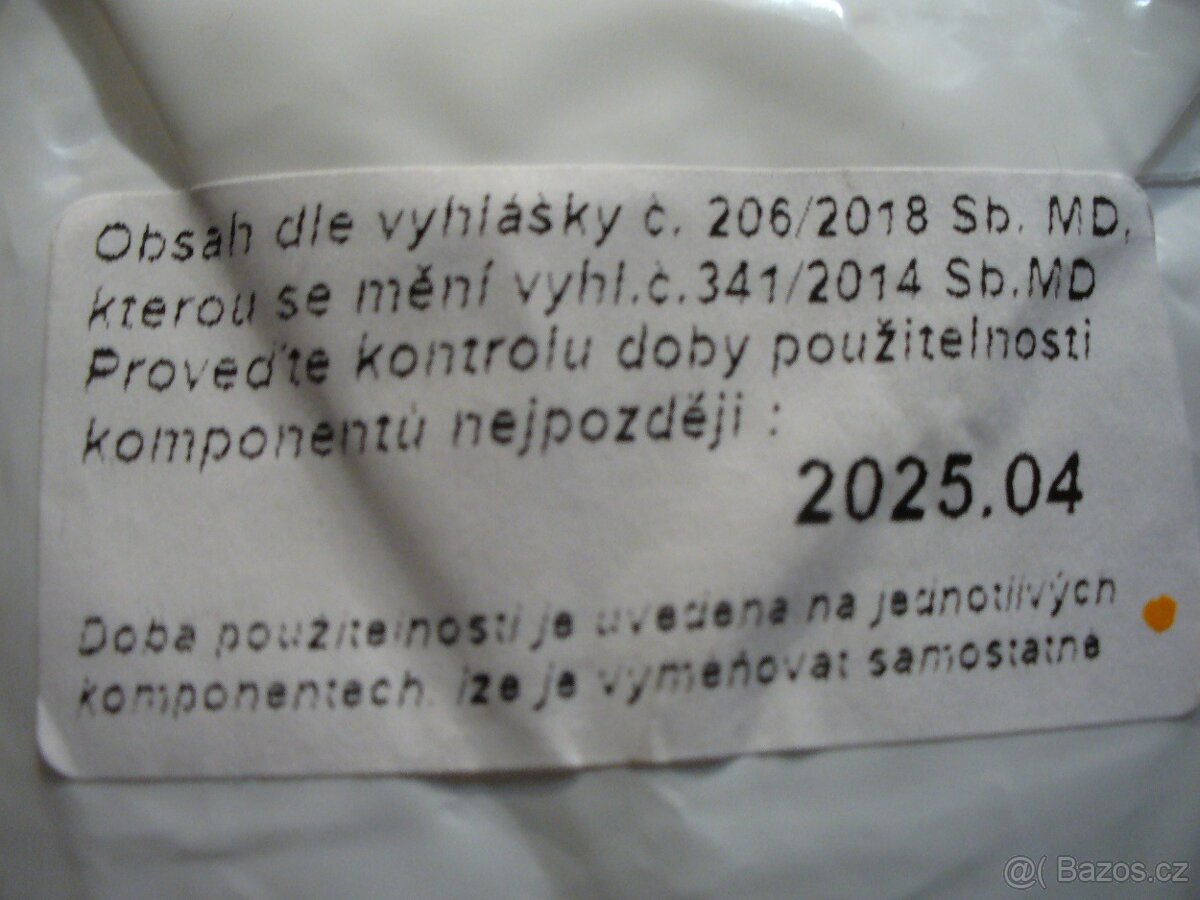 Obsah dle vyhlášky č. 206/2018 Sb. MD,
kterou se mění vyhl.č.341/2014 Sb.MD
Proveďte kontrolu doby použitelnosti
komponentů nejpozději :
2025.04
Doba použitelnosti je uvedena na jednotlivých
komponentech. lze je vyměňovat samostatně
@( Bazos.cz